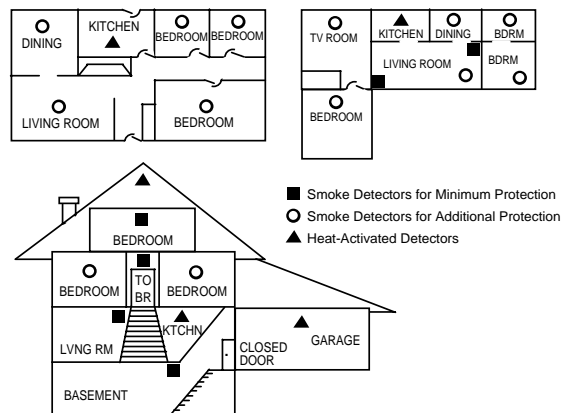 KITCHEN
DINING
BEDROOM
BEDROOM
LIVING ROOM
BEDROOM
TV ROOM
KITCHEN
DINING
BDRM
LIVING ROOM
BDRM
BEDROOM
Smoke Detectors for Minimum Protection
Smoke Detectors for Additional Protection
Heat-Activated Detectors
BEDROOM
BEDROOM
TO
BR
BEDROOM
LVNG RM
KTCHN
CLOSED
DOOR
GARAGE
BASEMENT